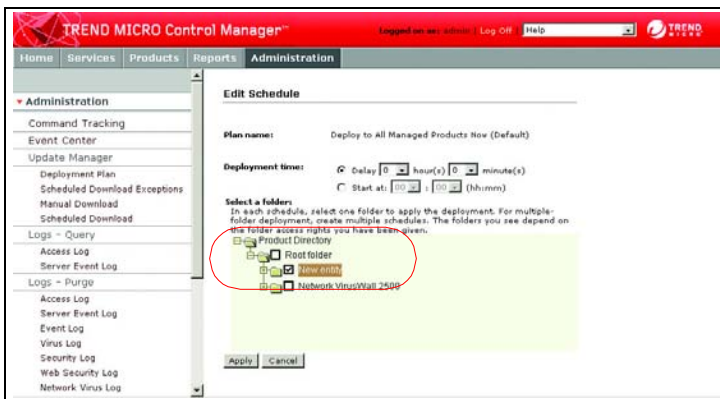 TREND MICRO Control Manager™
Logged on as: admin | Log Off
Help
TREND MICRO
Home Services Products Reports Administration
Administration
Command Tracking
Event Center
Update Manager
Deployment Plan
Scheduled Download Exceptions
Manual Download
Scheduled Download
Logs - Query
Access Log
Server Event Log
Logs - Purge
Access Log
Server Event Log
Event Log
Virus Log
Security Log
Web Security Log
Network Virus Log
Edit Schedule
Plan name: Deploy to All Managed Products Now (Default)
Deployment time: Delay 0 hour(s) 0 minute(s)
Start at: 00 : 00 (hh:mm)
Select a folder:
In each schedule, select one folder to apply the deployment. For multiple-
folder deployment, create multiple schedules. The folders you see depend on
the folder access rights you have been given.
Product Directory
Root folder
New entity
Network VirusWall 2500
Apply Cancel